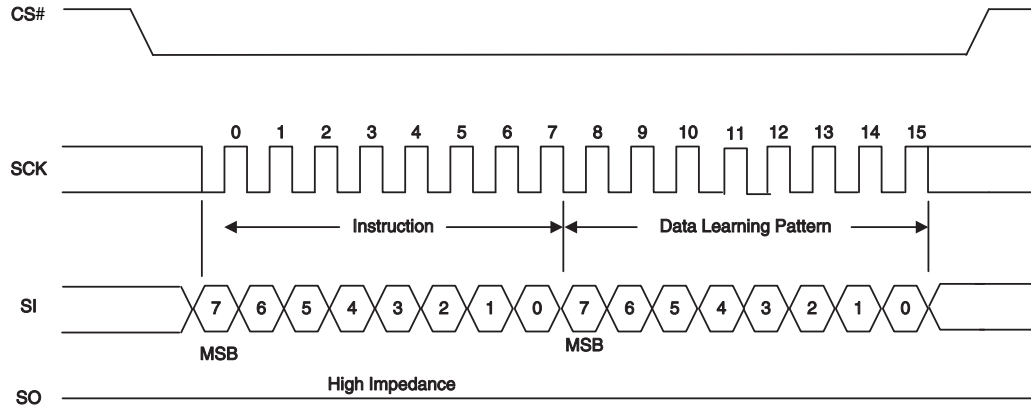 CS#
0 1 2 3 4 5 6 7 8 9 10 11 12 13 14 15
SCK
Instruction Data Learning Pattern
SI 7 6 5 4 3 2 1 0 7 6 5 4 3 2 1 0
MSB MSB
High Impedance
SO